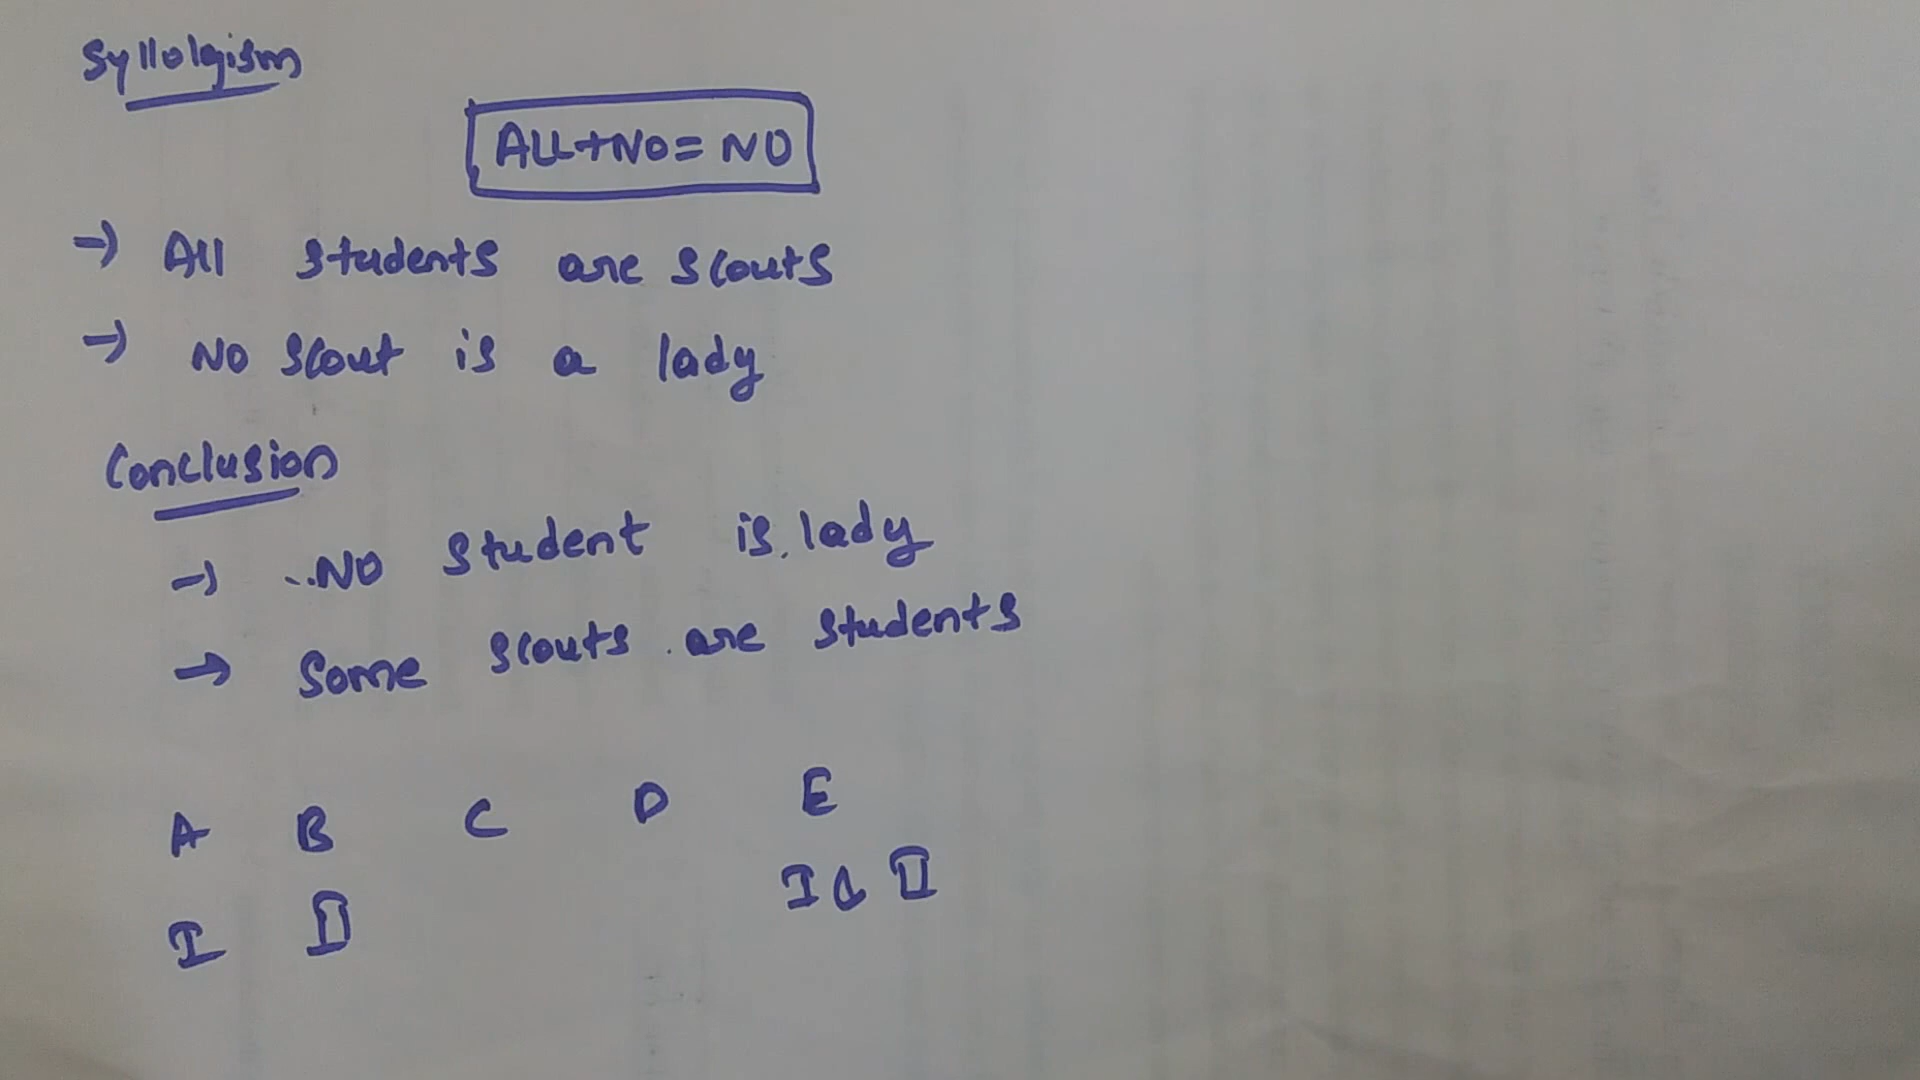 Syllolgism
ALL+NO= NO
→ All students are scouts
→ No scout is a lady
Conclusion
→ ..No student is.lady
→ Some scouts .are students
A B C D E
I II I & II